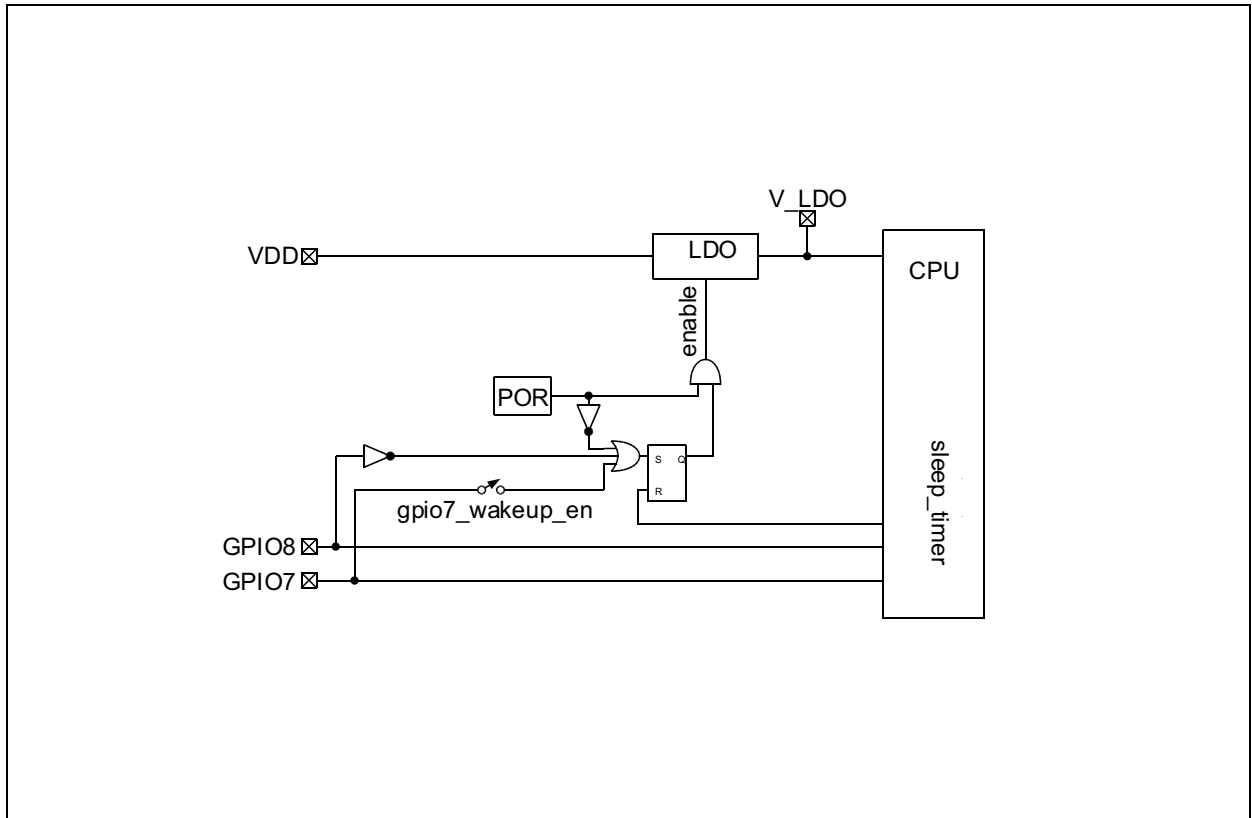 V_LDO
VDD
LDO
CPU
enable
POR
S
Q
R
gpio7_wakeup_en
sleep_timer
GPIO8
GPIO7